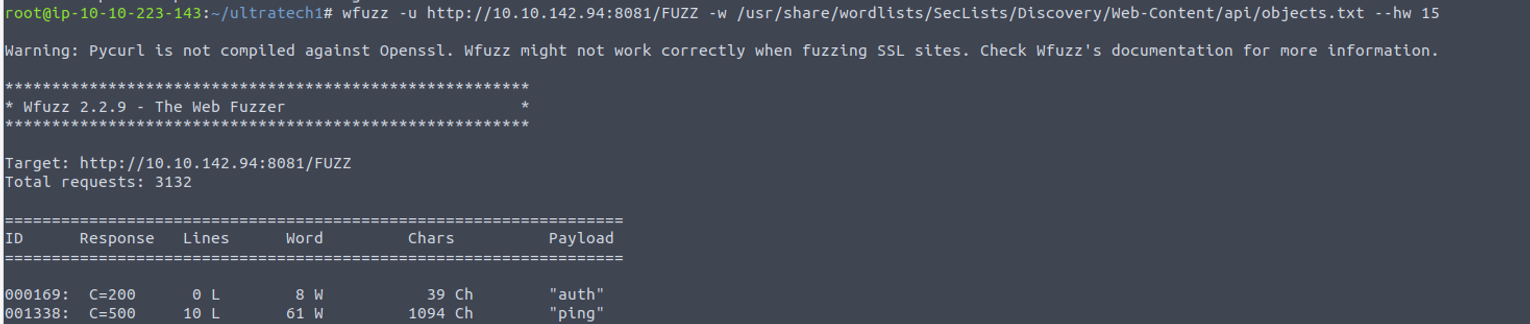 root@ip-10-10-223-143:~/ultratech1# wfuzz -u http://10.10.142.94:8081/FUZZ -w /usr/share/wordlists/SecLists/Discovery/Web-Content/api/objects.txt --hw 15
Warning: Pycurl is not compiled against Openssl. Wfuzz might not work correctly when fuzzing SSL sites. Check Wfuzz's documentation for more information.
********************************************************
* Wfuzz 2.2.9 - The Web Fuzzer                         *
********************************************************
Target: http://10.10.142.94:8081/FUZZ
Total requests: 3132
==================================================================
ID      Response   Lines      Word         Chars          Payload
==================================================================
000169:  C=200      0 L        8 W           39 Ch        "auth"
001338:  C=500     10 L       61 W         1094 Ch        "ping"